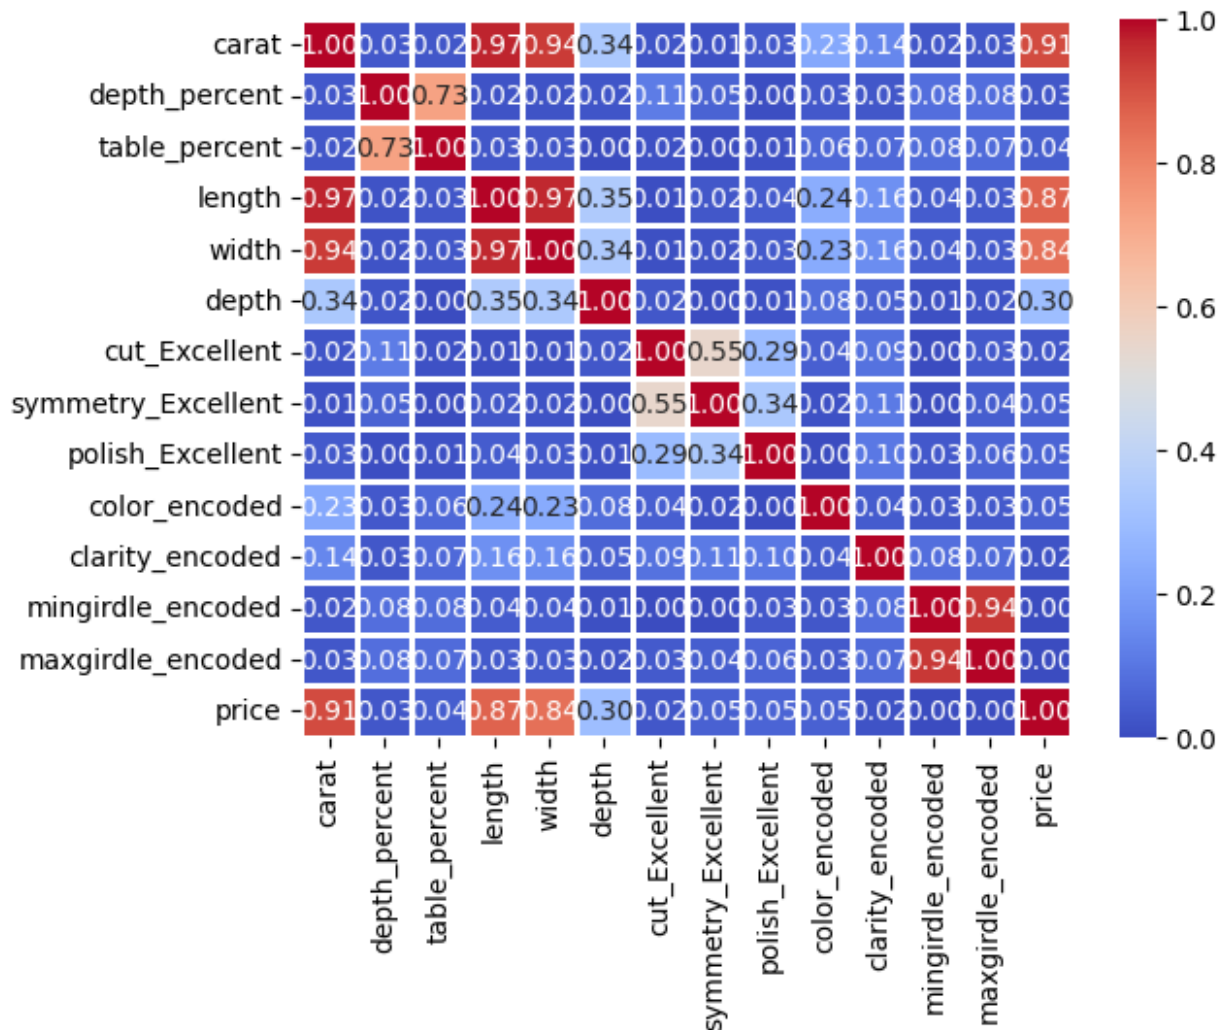 carat 1.00 0.03 0.02 0.97 0.94 0.34 0.02 0.01 0.03 0.23 0.14 0.02 0.03 0.91 1.0
depth_percent 0.03 1.00 0.73 0.02 0.02 0.02 0.11 0.05 0.00 0.03 0.03 0.08 0.08 0.03
table_percent 0.02 0.73 1.00 0.03 0.03 0.00 0.02 0.00 0.01 0.06 0.07 0.08 0.07 0.04 0.8
length 0.97 0.02 0.03 1.00 0.97 0.35 0.01 0.02 0.04 0.24 0.16 0.04 0.03 0.87
width 0.94 0.02 0.03 0.97 1.00 0.34 0.01 0.02 0.03 0.23 0.16 0.04 0.03 0.84
depth 0.34 0.02 0.00 0.35 0.34 1.00 0.02 0.00 0.01 0.08 0.05 0.01 0.02 0.30 0.6
cut_Excellent 0.02 0.11 0.02 0.01 0.01 0.02 1.00 0.55 0.29 0.04 0.09 0.00 0.03 0.02
symmetry_Excellent 0.01 0.05 0.00 0.02 0.02 0.00 0.55 1.00 0.34 0.02 0.11 0.00 0.04 0.05
polish_Excellent 0.03 0.00 0.01 0.04 0.03 0.01 0.29 0.34 1.00 0.00 0.10 0.03 0.06 0.05 0.4
color_encoded 0.23 0.03 0.06 0.24 0.23 0.08 0.04 0.02 0.00 1.00 0.04 0.03 0.03 0.05
clarity_encoded 0.14 0.03 0.07 0.16 0.16 0.05 0.09 0.11 0.10 0.04 1.00 0.08 0.07 0.02
mingirdle_encoded 0.02 0.08 0.08 0.04 0.04 0.01 0.00 0.00 0.03 0.03 0.08 1.00 0.94 0.00 0.2
maxgirdle_encoded 0.03 0.08 0.07 0.03 0.03 0.02 0.03 0.04 0.06 0.03 0.07 0.94 1.00 0.00
price 0.91 0.03 0.04 0.87 0.84 0.30 0.02 0.05 0.05 0.05 0.02 0.00 0.00 1.00 0.0
carat
depth_percent
table_percent
length
width
depth
cut_Excellent
symmetry_Excellent
polish_Excellent
color_encoded
clarity_encoded
mingirdle_encoded
maxgirdle_encoded
price